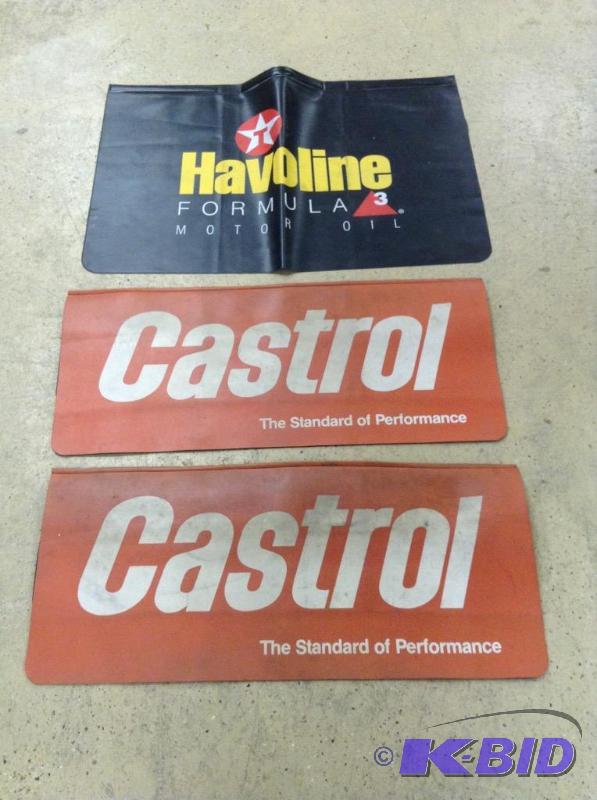 T
Havoline
FORMULA 3®
MOTOR OIL
Castrol
The Standard of Performance
Castrol
The Standard of Performance
© K-BID